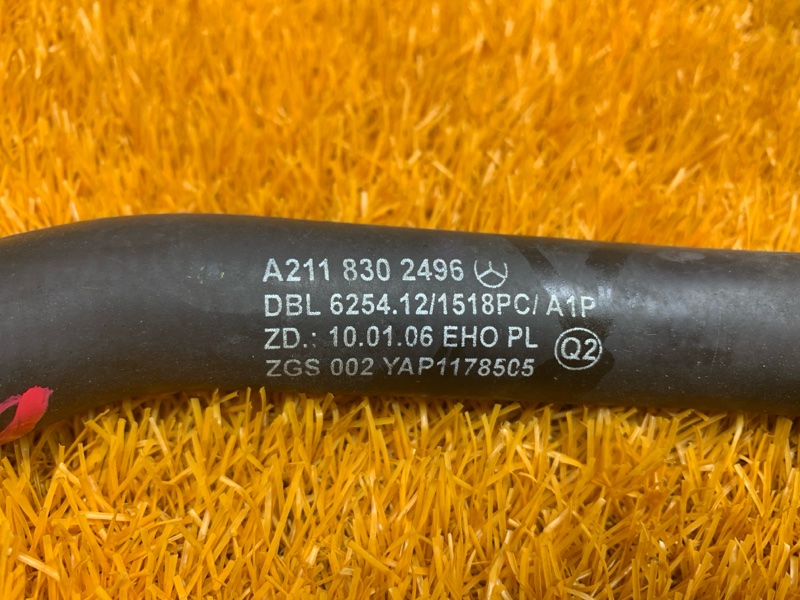 A211 830 2496
DBL 6254.12/1518PC/ A1P
ZD.: 10.01.06 EHO PL
Q2
ZGS 002 YAP1178505